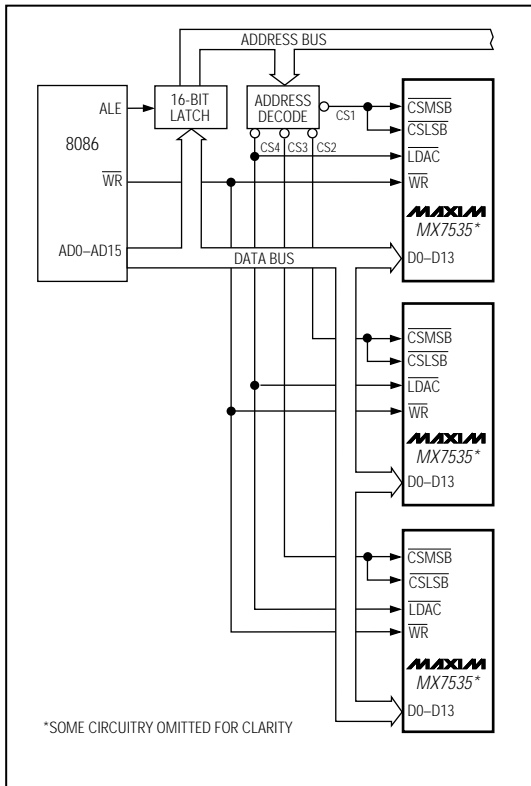 ADDRESS BUS
ALE
16-BIT
LATCH
ADDRESS
DECODE
CS1
CS4 CS3 CS2
8086
WR
AD0–AD15
DATA BUS
CSMSB
CSLSB
LDAC
WR
MAXIM
MX7535*
D0–D13
CSMSB
CSLSB
LDAC
WR
MAXIM
MX7535*
D0–D13
CSMSB
CSLSB
LDAC
WR
MAXIM
MX7535*
D0–D13
*SOME CIRCUITRY OMITTED FOR CLARITY